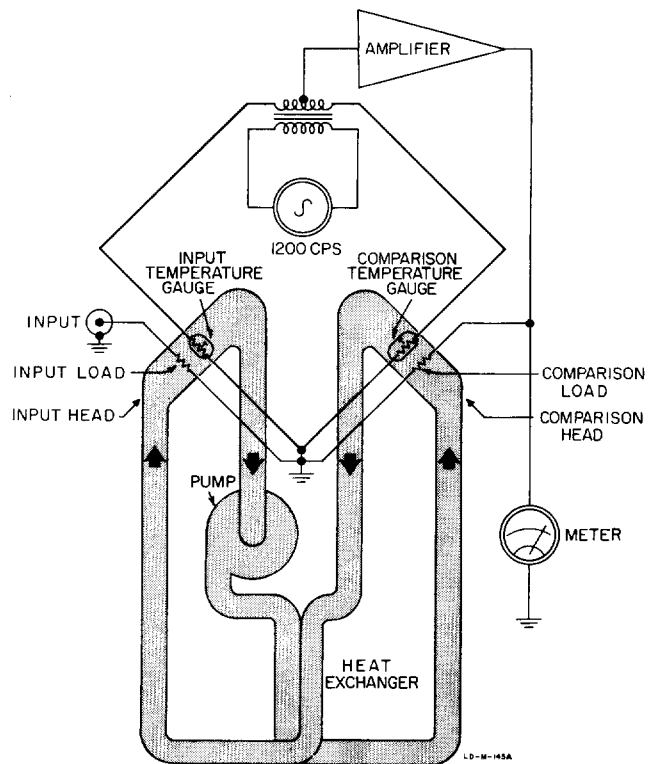 AMPLIFIER
1200 CPS
INPUT
TEMPERATURE
GAUGE
COMPARISON
TEMPERATURE
GAUGE
INPUT
INPUT LOAD
INPUT HEAD
COMPARISON
LOAD
COMPARISON
HEAD
PUMP
METER
HEAT
EXCHANGER
LD-M-145A